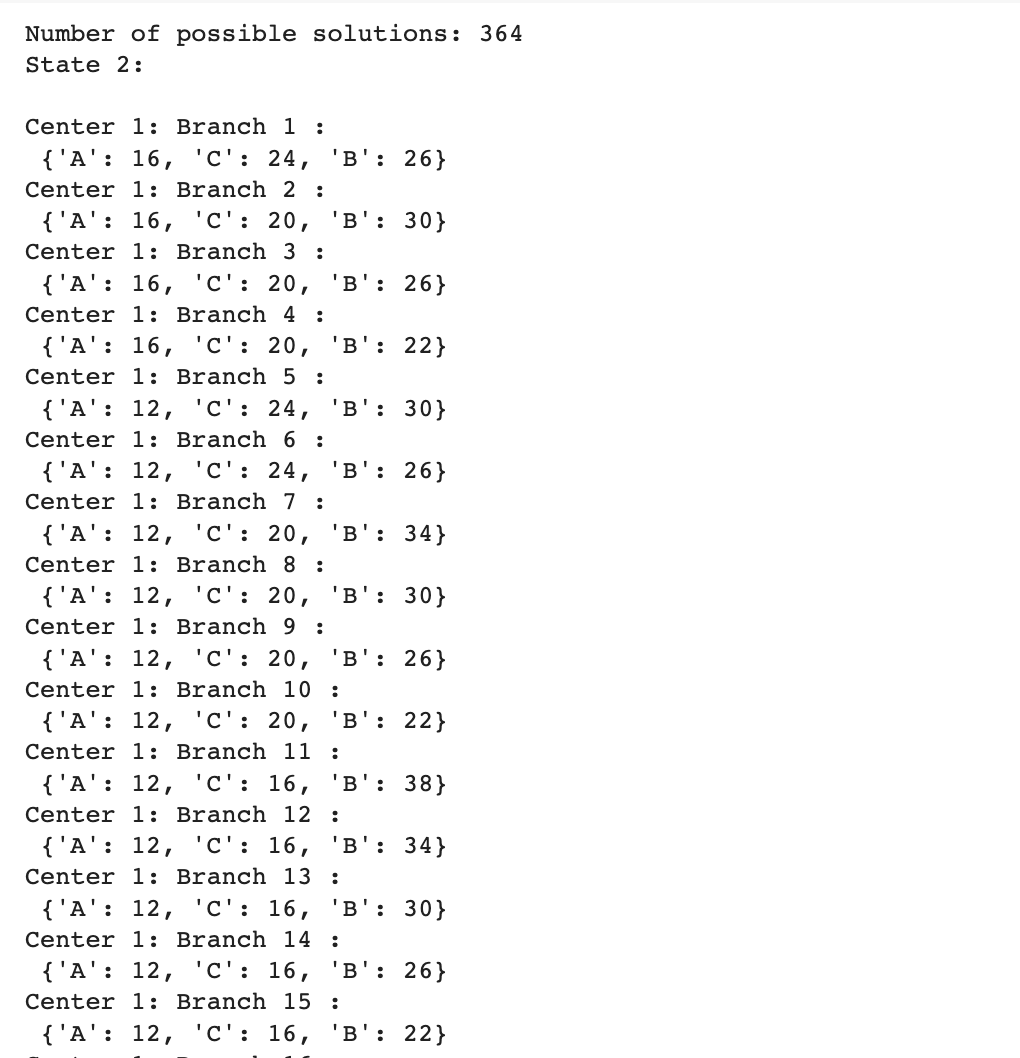 Number of possible solutions: 364
State 2:
Center 1: Branch 1 :
{'A': 16, 'C': 24, 'B': 26}
Center 1: Branch 2 :
{'A': 16, 'C': 20, 'B': 30}
Center 1: Branch 3 :
{'A': 16, 'C': 20, 'B': 26}
Center 1: Branch 4 :
{'A': 16, 'C': 20, 'B': 22}
Center 1: Branch 5 :
{'A': 12, 'C': 24, 'B': 30}
Center 1: Branch 6 :
{'A': 12, 'C': 24, 'B': 26}
Center 1: Branch 7 :
{'A': 12, 'C': 20, 'B': 34}
Center 1: Branch 8 :
{'A': 12, 'C': 20, 'B': 30}
Center 1: Branch 9 :
{'A': 12, 'C': 20, 'B': 26}
Center 1: Branch 10 :
{'A': 12, 'C': 20, 'B': 22}
Center 1: Branch 11 :
{'A': 12, 'C': 16, 'B': 38}
Center 1: Branch 12 :
{'A': 12, 'C': 16, 'B': 34}
Center 1: Branch 13 :
{'A': 12, 'C': 16, 'B': 30}
Center 1: Branch 14 :
{'A': 12, 'C': 16, 'B': 26}
Center 1: Branch 15 :
{'A': 12, 'C': 16, 'B': 22}